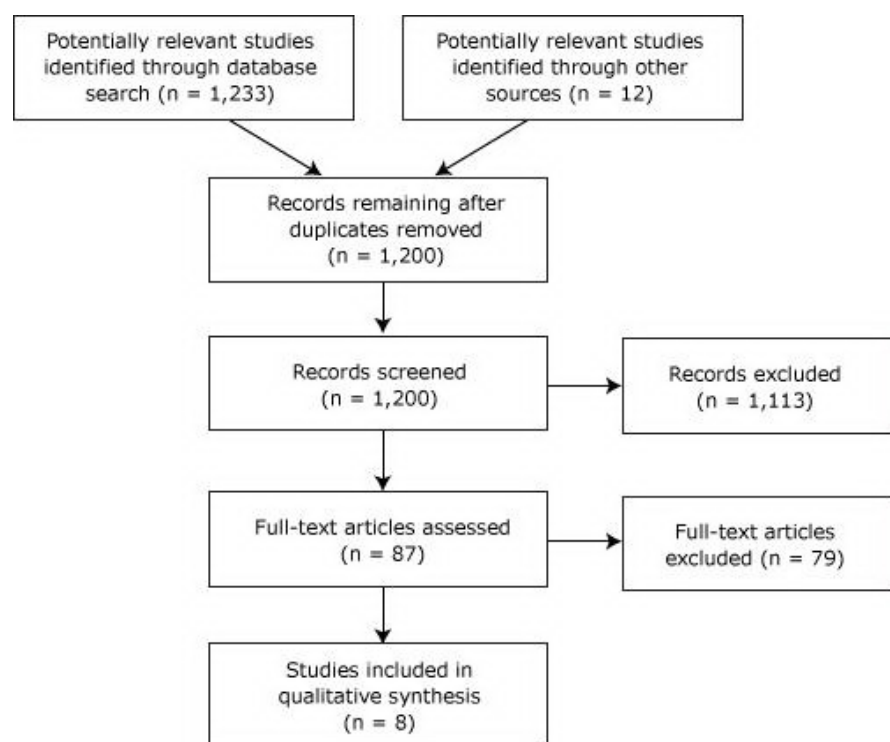 Potentially relevant studies
identified through database
search (n = 1,233)
Potentially relevant studies
identified through other
sources (n = 12)
Records remaining after
duplicates removed
(n = 1,200)
Records screened
(n = 1,200)
Records excluded
(n = 1,113)
Full-text articles assessed
(n = 87)
Full-text articles
excluded (n = 79)
Studies included in
qualitative synthesis
(n = 8)